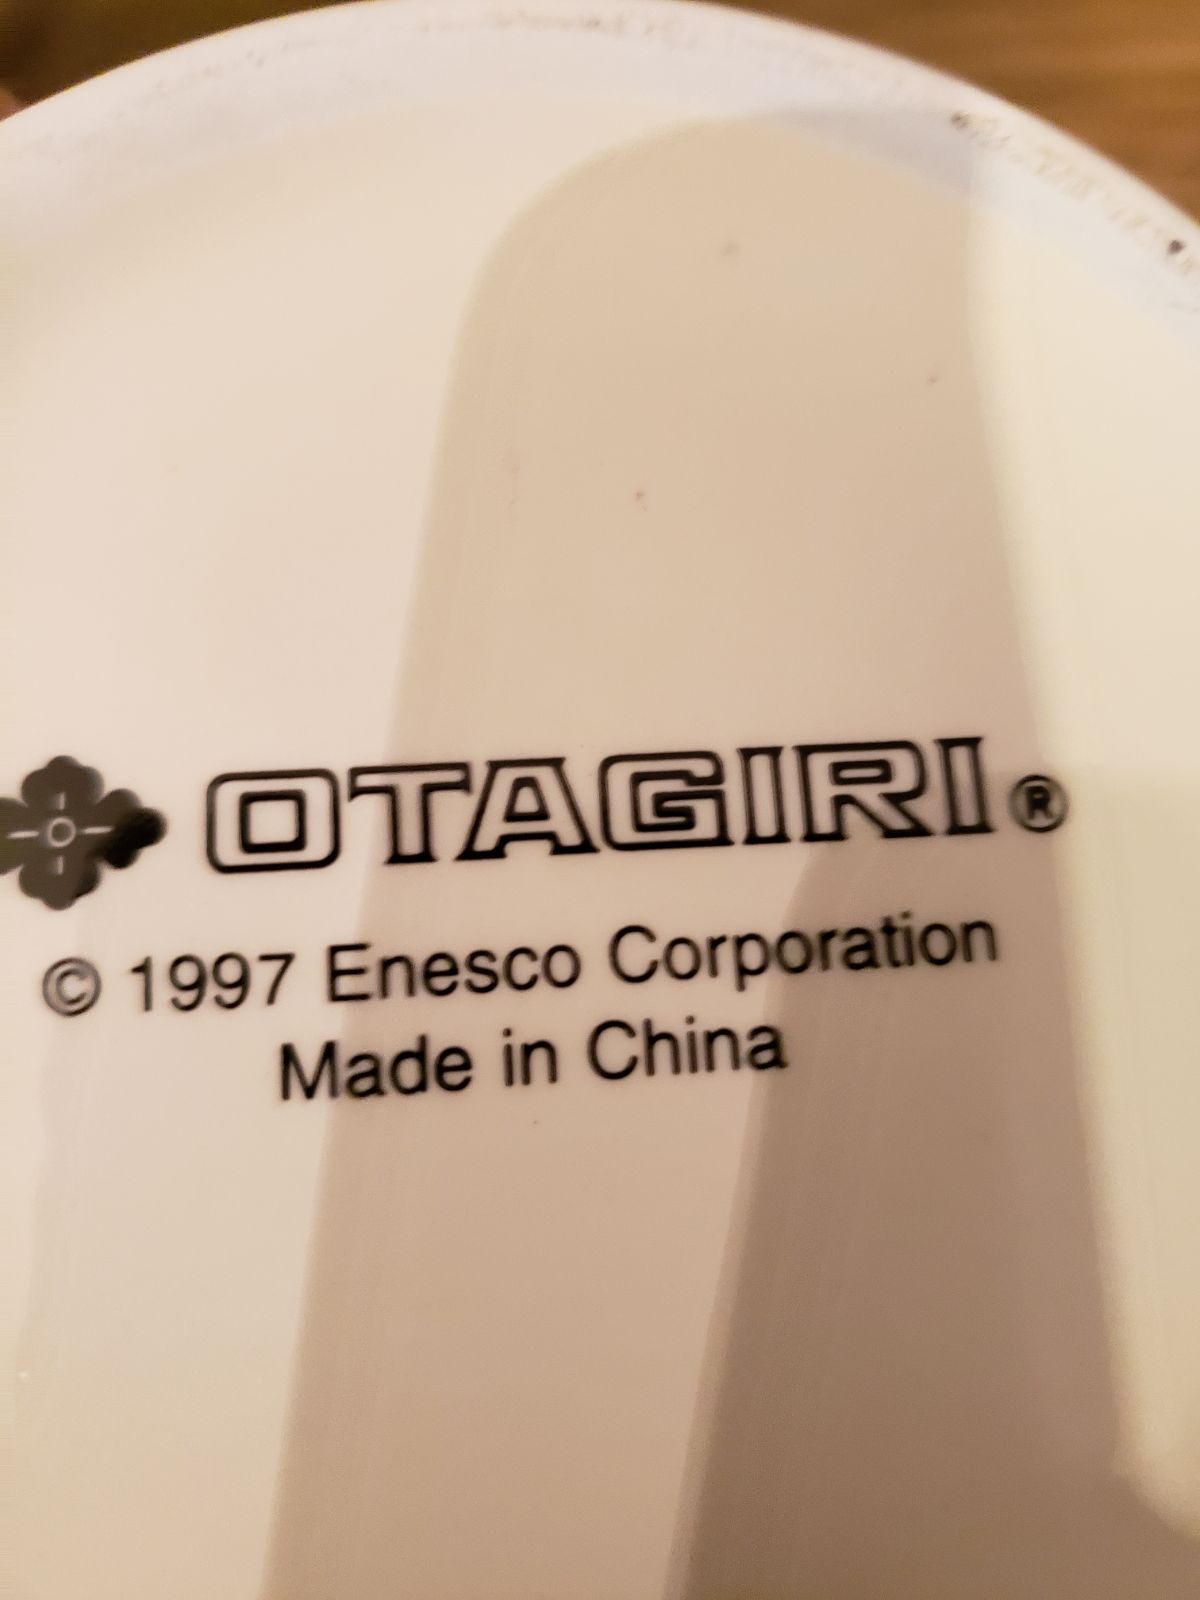 OTAGIRI®
© 1997 Enesco Corporation
Made in China